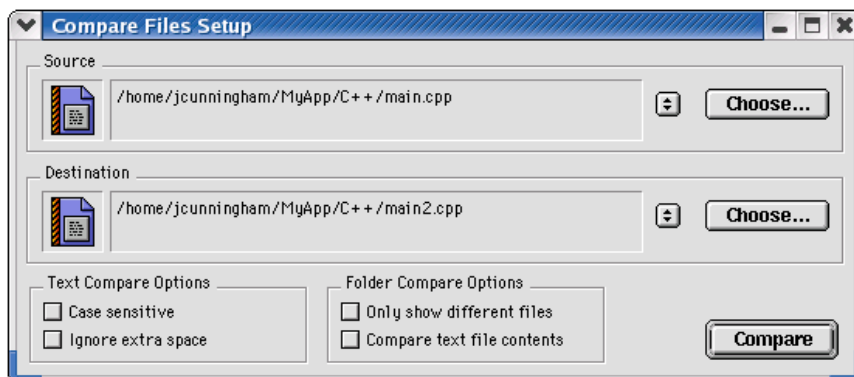 Compare Files Setup
Source
/home/jcunningham/MyApp/C++/main.cpp
Choose...
Destination
/home/jcunningham/MyApp/C++/main2.cpp
Choose...
Text Compare Options
Case sensitive
Ignore extra space
Folder Compare Options
Only show different files
Compare text file contents
Compare